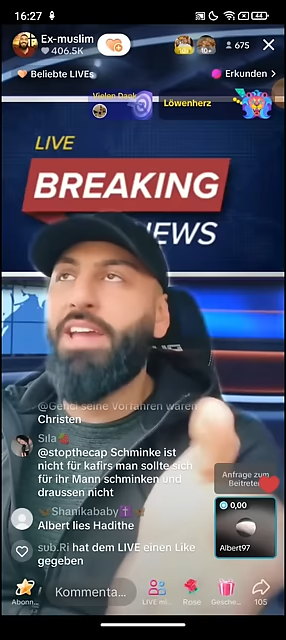 16:27
44
Ex-muslim
406.5K
675
Beliebte LIVEs
Erkunden >
Vielen Dank
Löwenherz
LIVE
BREAKING
NEWS
@Genci seine Vorfahren waren
Christen
Sila
@stopthecap Schminke ist
nicht für kafirs man sollte sich
für ihr Mann schminken und
draussen nicht
Shanikababy
Albert lies Hadithe
sub.Ri hat dem LIVE einen Like
gegeben
Anfrage zum
Beitreten
0,00
Albert97
Abonn...
Kommenta...
LIVE mi...
Rose
Gesche...
105